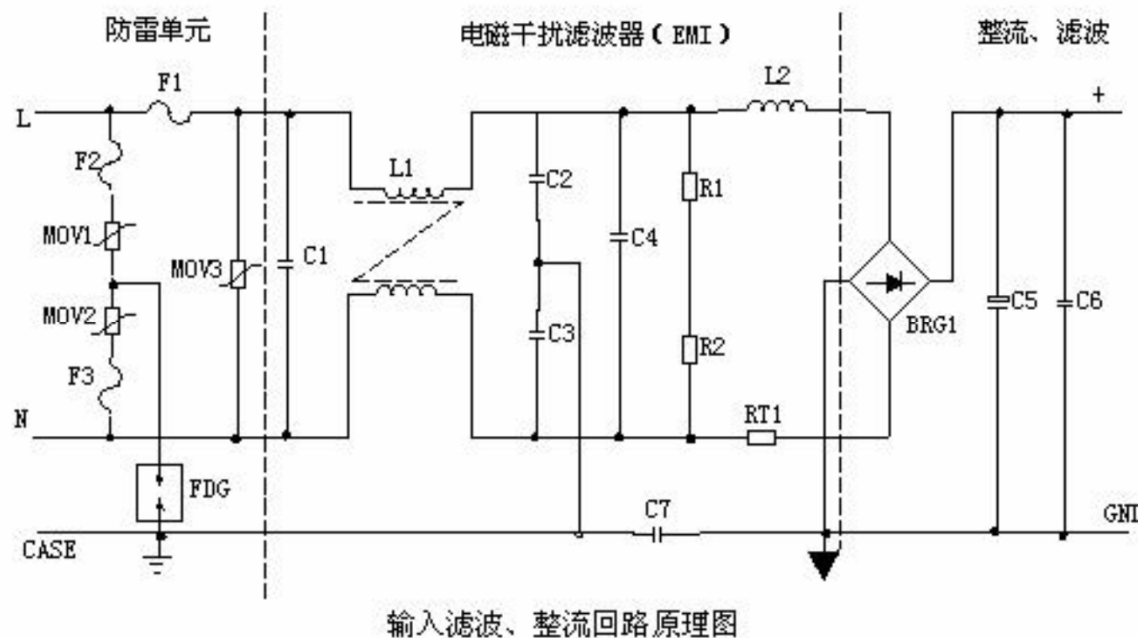 防雷单元
电磁干扰滤波器(EMI)
整流、滤波
F1
L2
+
L
F2
L1
C2
R1
MOV1
MOV3
C1
C4
MOV2
C3
C5
C6
BRG1
R2
F3
N
RT1
FDG
C7
CASE
GND
输入滤波、整流回路原理图